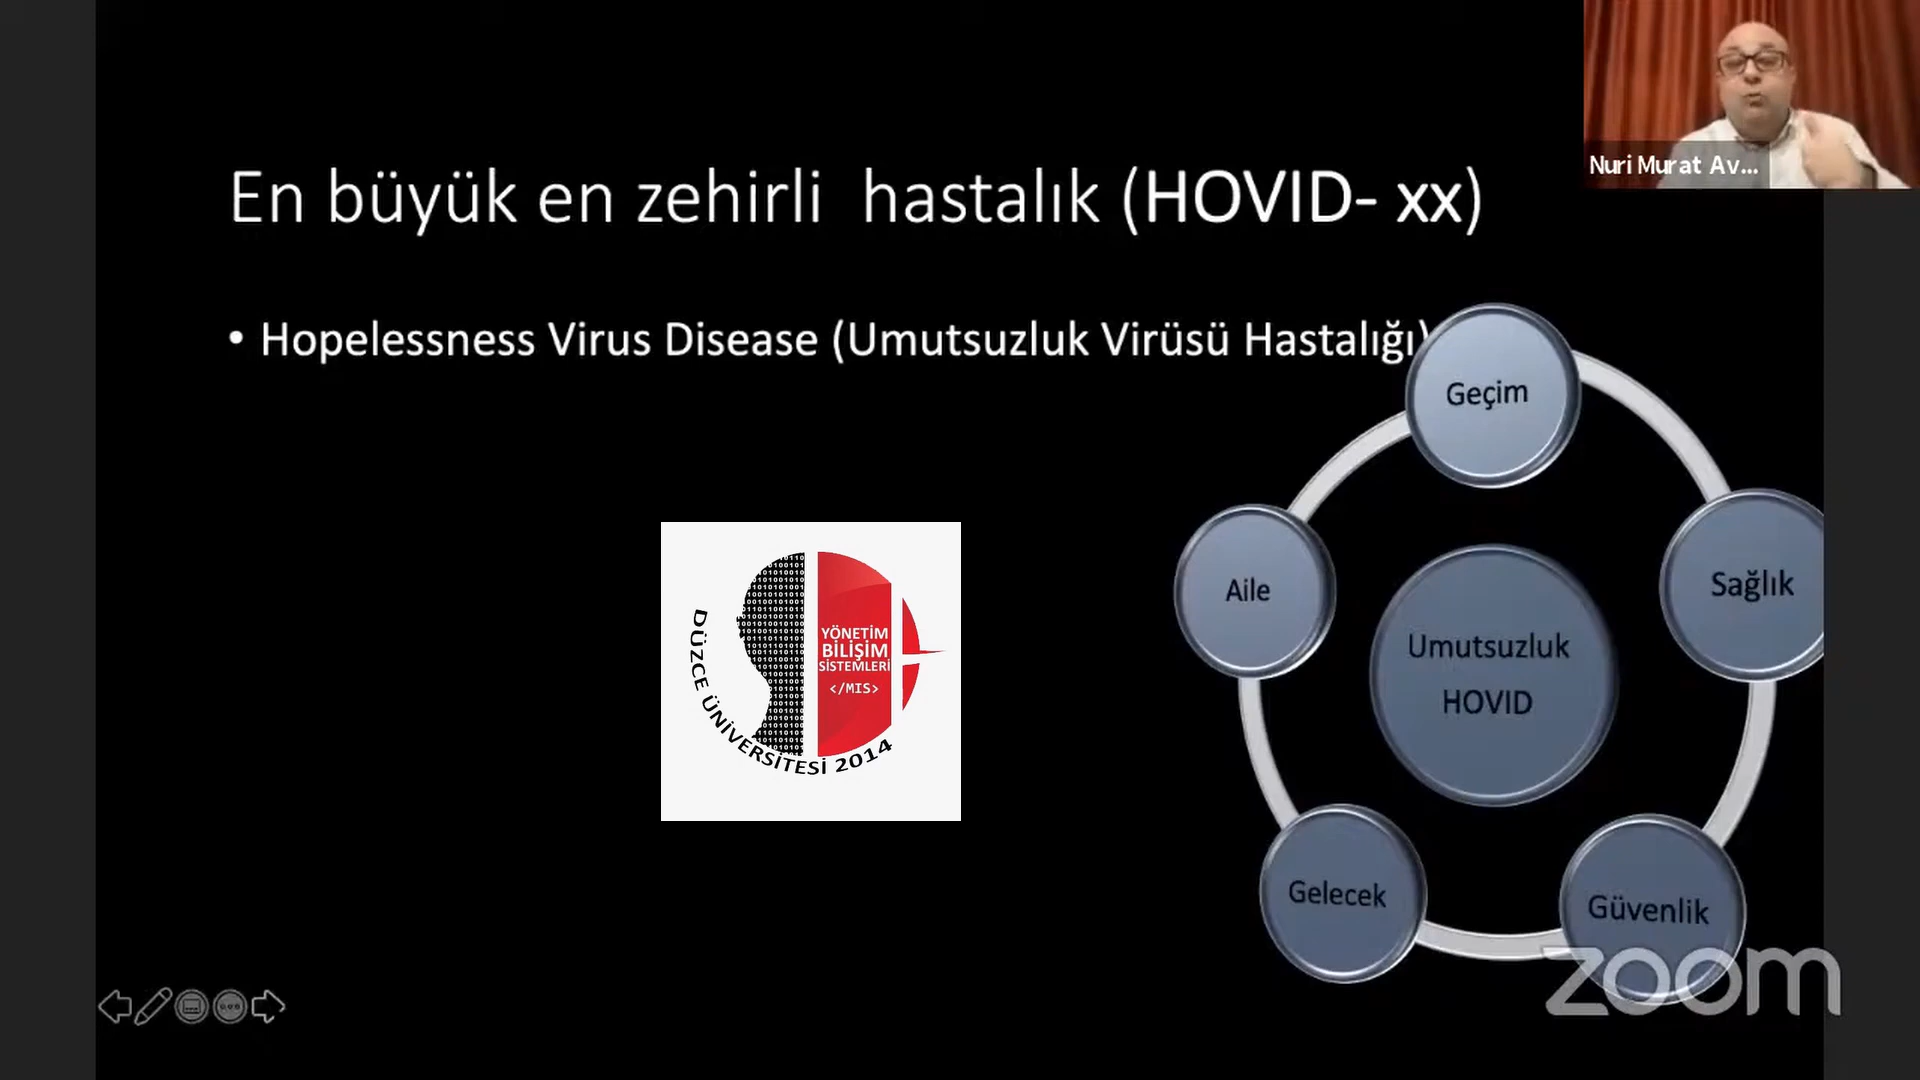 Nuri Murat Av...
En büyük en zehirli hastalık (HOVID- xx)
• Hopelessness Virus Disease (Umutsuzluk Virüsü Hastalığı)
Geçim
Aile
Sağlık
Umutsuzluk
HOVID
Gelecek
Güvenlik
YÖNETİM
BİLİŞİM
SİSTEMLERİ
</MIS>
DÜZCE ÜNİVERSİTESİ 2014
zoom